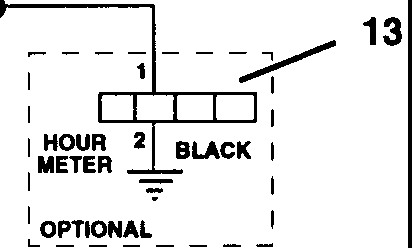 13
1
HOUR
METER
2
BLACK
OPTIONAL